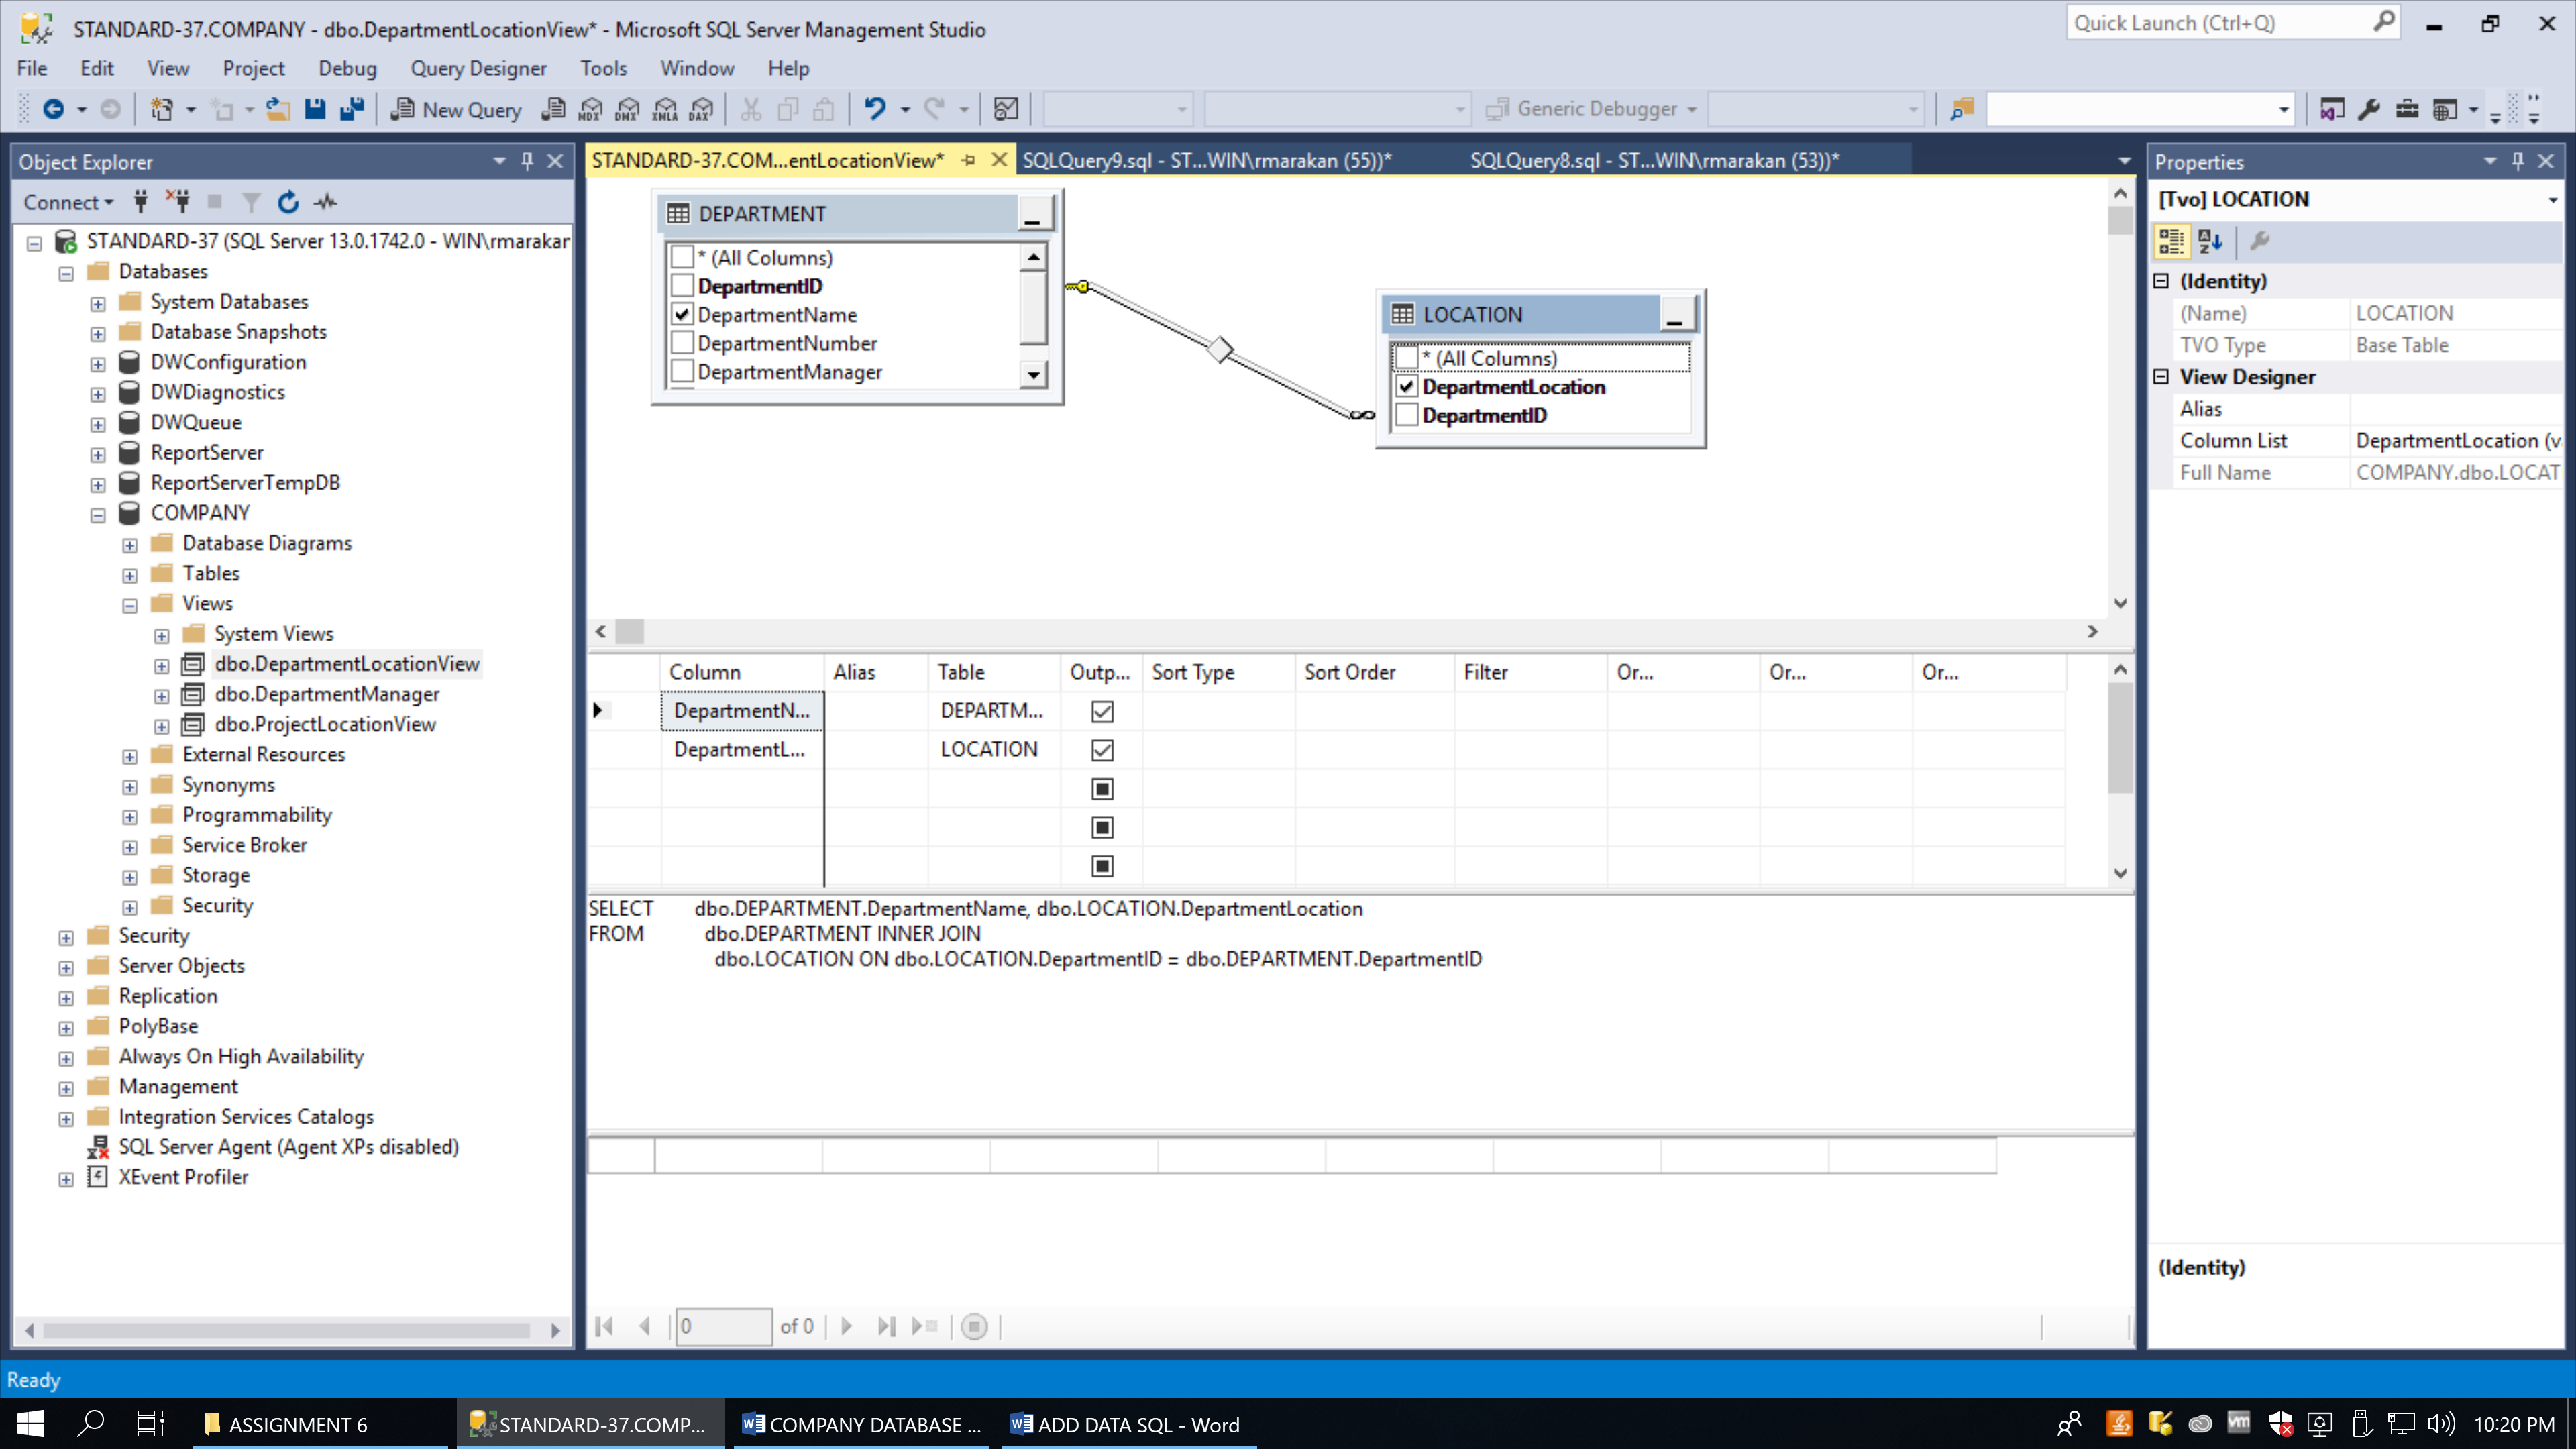 STANDARD-37.COMPANY - dbo.DepartmentLocationView* - Microsoft SQL Server Management Studio
Quick Launch (Ctrl+Q)
File Edit View Project Debug Query Designer Tools Window Help
New Query MDX DMX XMLA DAX Generic Debugger
Object Explorer
Connect
STANDARD-37 (SQL Server 13.0.1742.0 - WIN\rmarakan
Databases
System Databases
Database Snapshots
DWConfiguration
DWDiagnostics
DWQueue
ReportServer
ReportServerTempDB
COMPANY
Database Diagrams
Tables
Views
System Views
dbo.DepartmentLocationView
dbo.DepartmentManager
dbo.ProjectLocationView
External Resources
Synonyms
Programmability
Service Broker
Storage
Security
Security
Server Objects
Replication
PolyBase
Always On High Availability
Management
Integration Services Catalogs
SQL Server Agent (Agent XPs disabled)
XEvent Profiler
STANDARD-37.COM...entLocationView* SQLQuery9.sql - ST...WIN\rmarakan (55))* SQLQuery8.sql - ST...WIN\rmarakan (53))*
DEPARTMENT
* (All Columns)
DepartmentID
DepartmentName
DepartmentNumber
DepartmentManager
LOCATION
* (All Columns)
DepartmentLocation
DepartmentID
Column Alias Table Outp... Sort Type Sort Order Filter Or... Or... Or...
DepartmentN... DEPARTM...
DepartmentL... LOCATION
SELECT dbo.DEPARTMENT.DepartmentName, dbo.LOCATION.DepartmentLocation
FROM dbo.DEPARTMENT INNER JOIN
dbo.LOCATION ON dbo.LOCATION.DepartmentID = dbo.DEPARTMENT.DepartmentID
0 of 0
Properties
[Tvo] LOCATION
(Identity)
(Name) LOCATION
TVO Type Base Table
View Designer
Alias
Column List DepartmentLocation (v
Full Name COMPANY.dbo.LOCAT
(Identity)
Ready
ASSIGNMENT 6 STANDARD-37.COMP... COMPANY DATABASE ... ADD DATA SQL - Word 10:20 PM